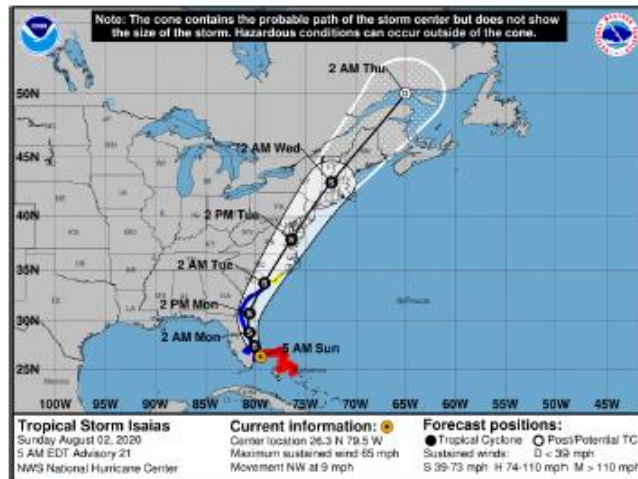 Note: The cone contains the probable path of the storm center but does not show
the size of the storm. Hazardous conditions can occur outside of the cone.
2 AM Thu
50N
2 AM Wed
45N
2 PM Tue
40N
2 AM Tue
35N
2 PM Mon
30N
2 AM Mon
5 AM Sun
25N
100W 95W 90W 85W 80W 75W 70W 65W 60W 55W 50W 45W
Tropical Storm Isaias
Sunday August 02, 2020
5 AM EDT Advisory 21
NWS National Hurricane Center
Current information:
Center location 26.3 N 79.5 W
Maximum sustained wind 65 mph
Movement NW at 9 mph
Forecast positions:
Tropical Cyclone Post/Potential TC
Sustained winds: D < 39 mph
S 39-73 mph H 74-110 mph M > 110 mph